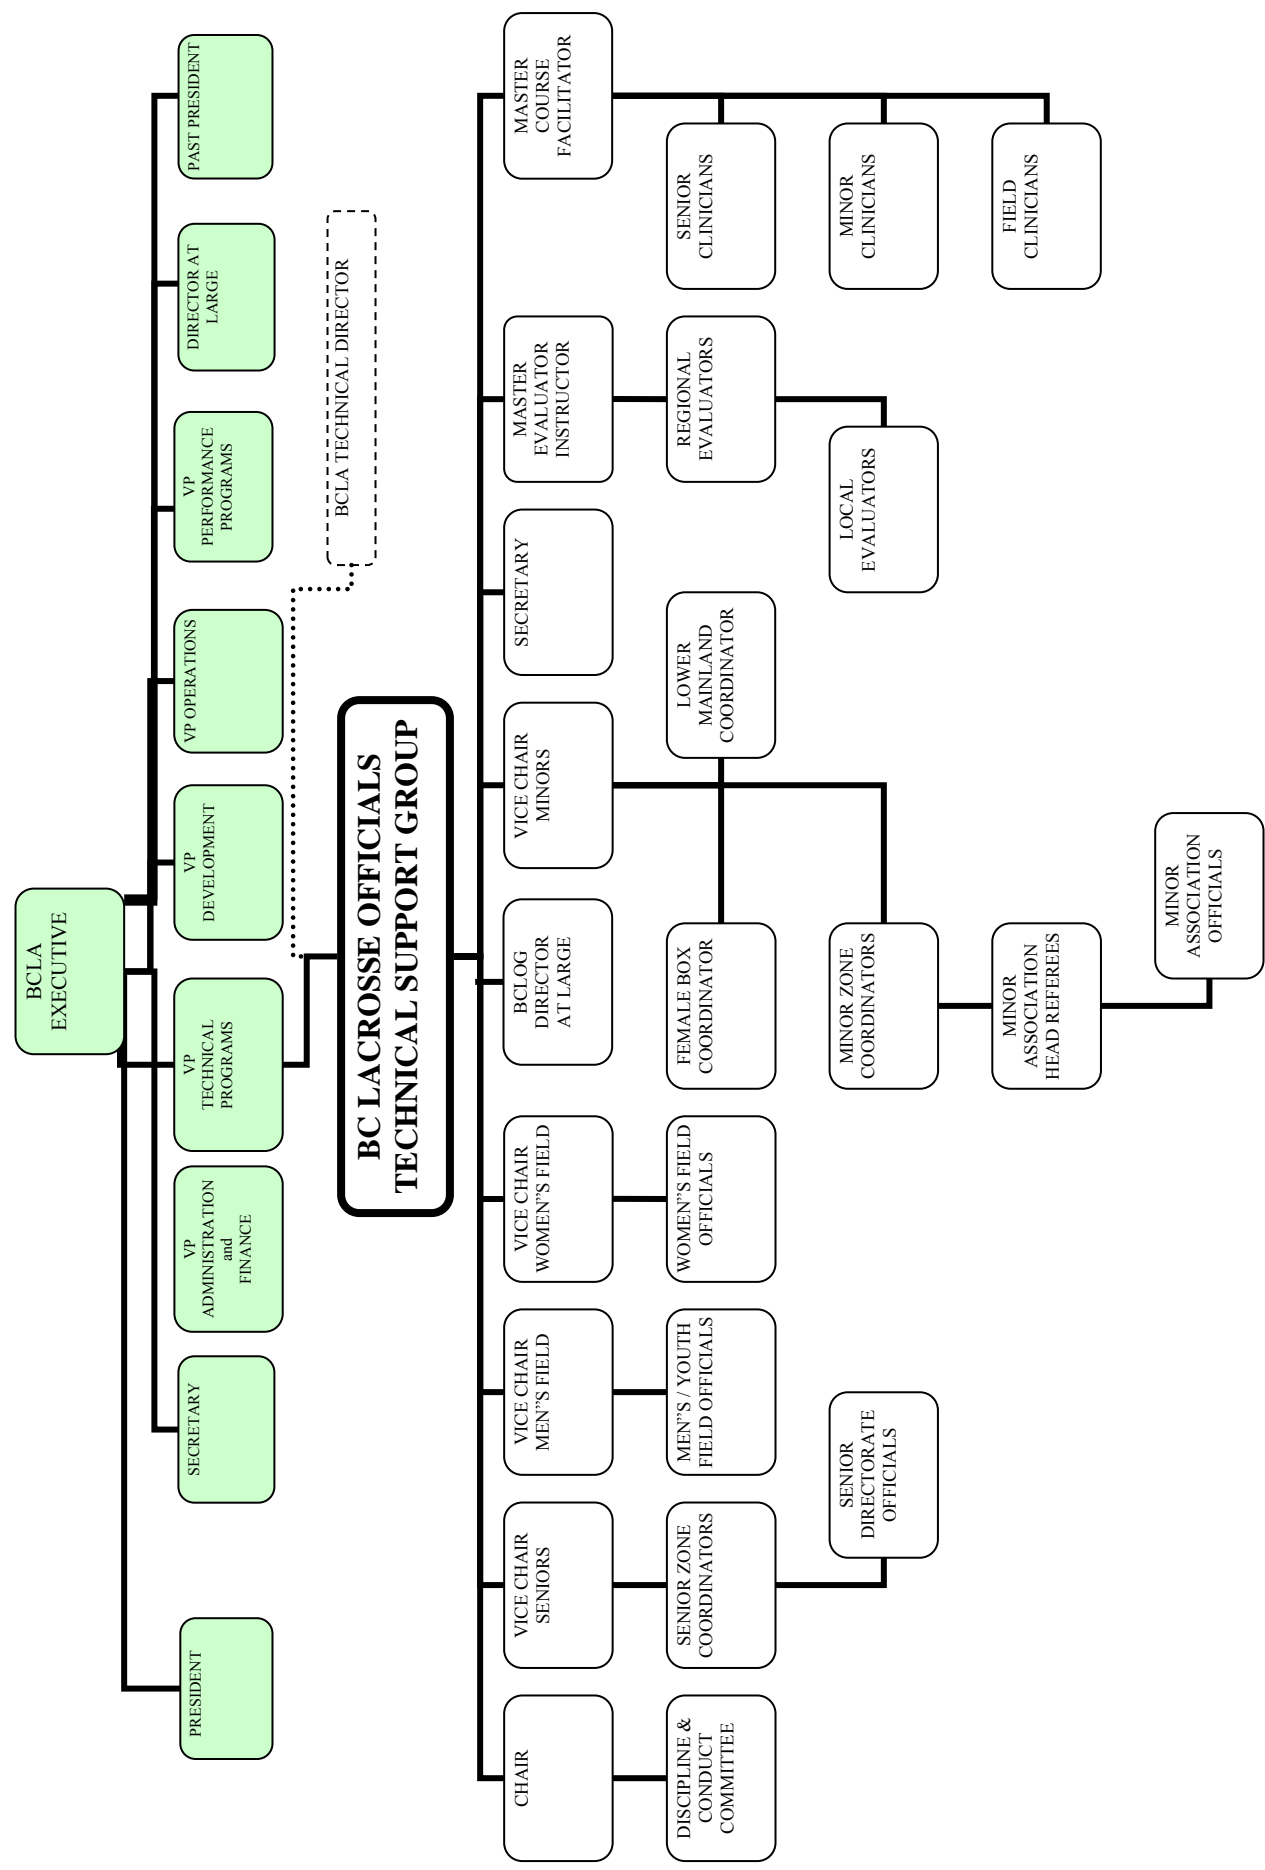 BCLA
EXECUTIVE
PRESIDENT
SECRETARY
VP
ADMINISTRATION
and
FINANCE
VP
TECHNICAL
PROGRAMS
VP
DEVELOPMENT
VP OPERATIONS
VP
PERFORMANCE
PROGRAMS
DIRECTOR AT
LARGE
PAST PRESIDENT
BCLA TECHNICAL DIRECTOR
BC LACROSSE OFFICIALS
TECHNICAL SUPPORT GROUP
CHAIR
VICE CHAIR
SENIORS
VICE CHAIR
MEN"S FIELD
VICE CHAIR
WOMEN"S FIELD
BCLOG
DIRECTOR
AT LARGE
VICE CHAIR
MINORS
SECRETARY
MASTER
EVALUATOR
INSTRUCTOR
MASTER
COURSE
FACILITATOR
DISCIPLINE &
CONDUCT
COMMITTEE
SENIOR ZONE
COORDINATORS
MEN"S / YOUTH
FIELD OFFICIALS
WOMEN"S FIELD
OFFICIALS
FEMALE BOX
COORDINATOR
LOWER
MAINLAND
COORDINATOR
REGIONAL
EVALUATORS
SENIOR
CLINICIANS
SENIOR
DIRECTORATE
OFFICIALS
MINOR ZONE
COORDINATORS
LOCAL
EVALUATORS
MINOR
CLINICIANS
MINOR
ASSOCIATION
HEAD REFEREES
FIELD
CLINICIANS
MINOR
ASSOCIATION
OFFICIALS